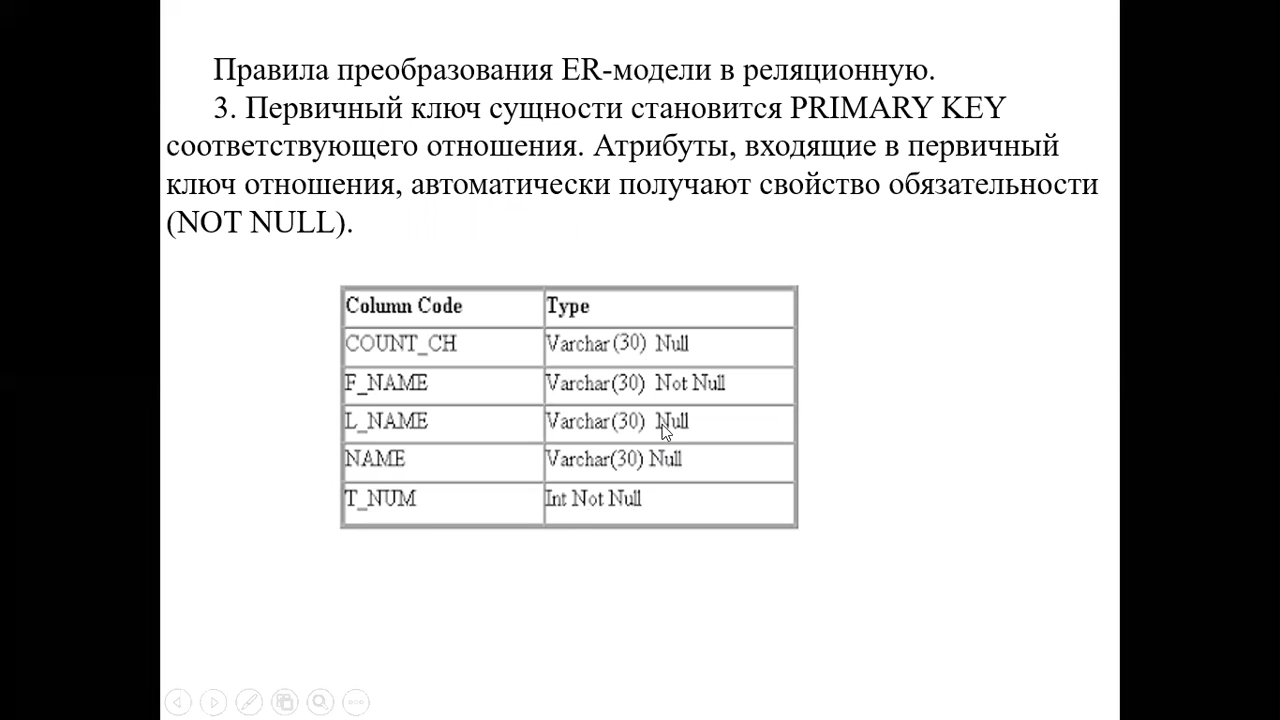 Правила преобразования ER-модели в реляционную.
3. Первичный ключ сущности становится PRIMARY KEY
соответствующего отношения. Атрибуты, входящие в первичный
ключ отношения, автоматически получают свойство обязательности
(NOT NULL).
Column Code Type
COUNT_CH Varchar(30) Null
F_NAME Varchar(30) Not Null
L_NAME Varchar(30) Null
NAME Varchar(30) Null
T_NUM Int Not Null